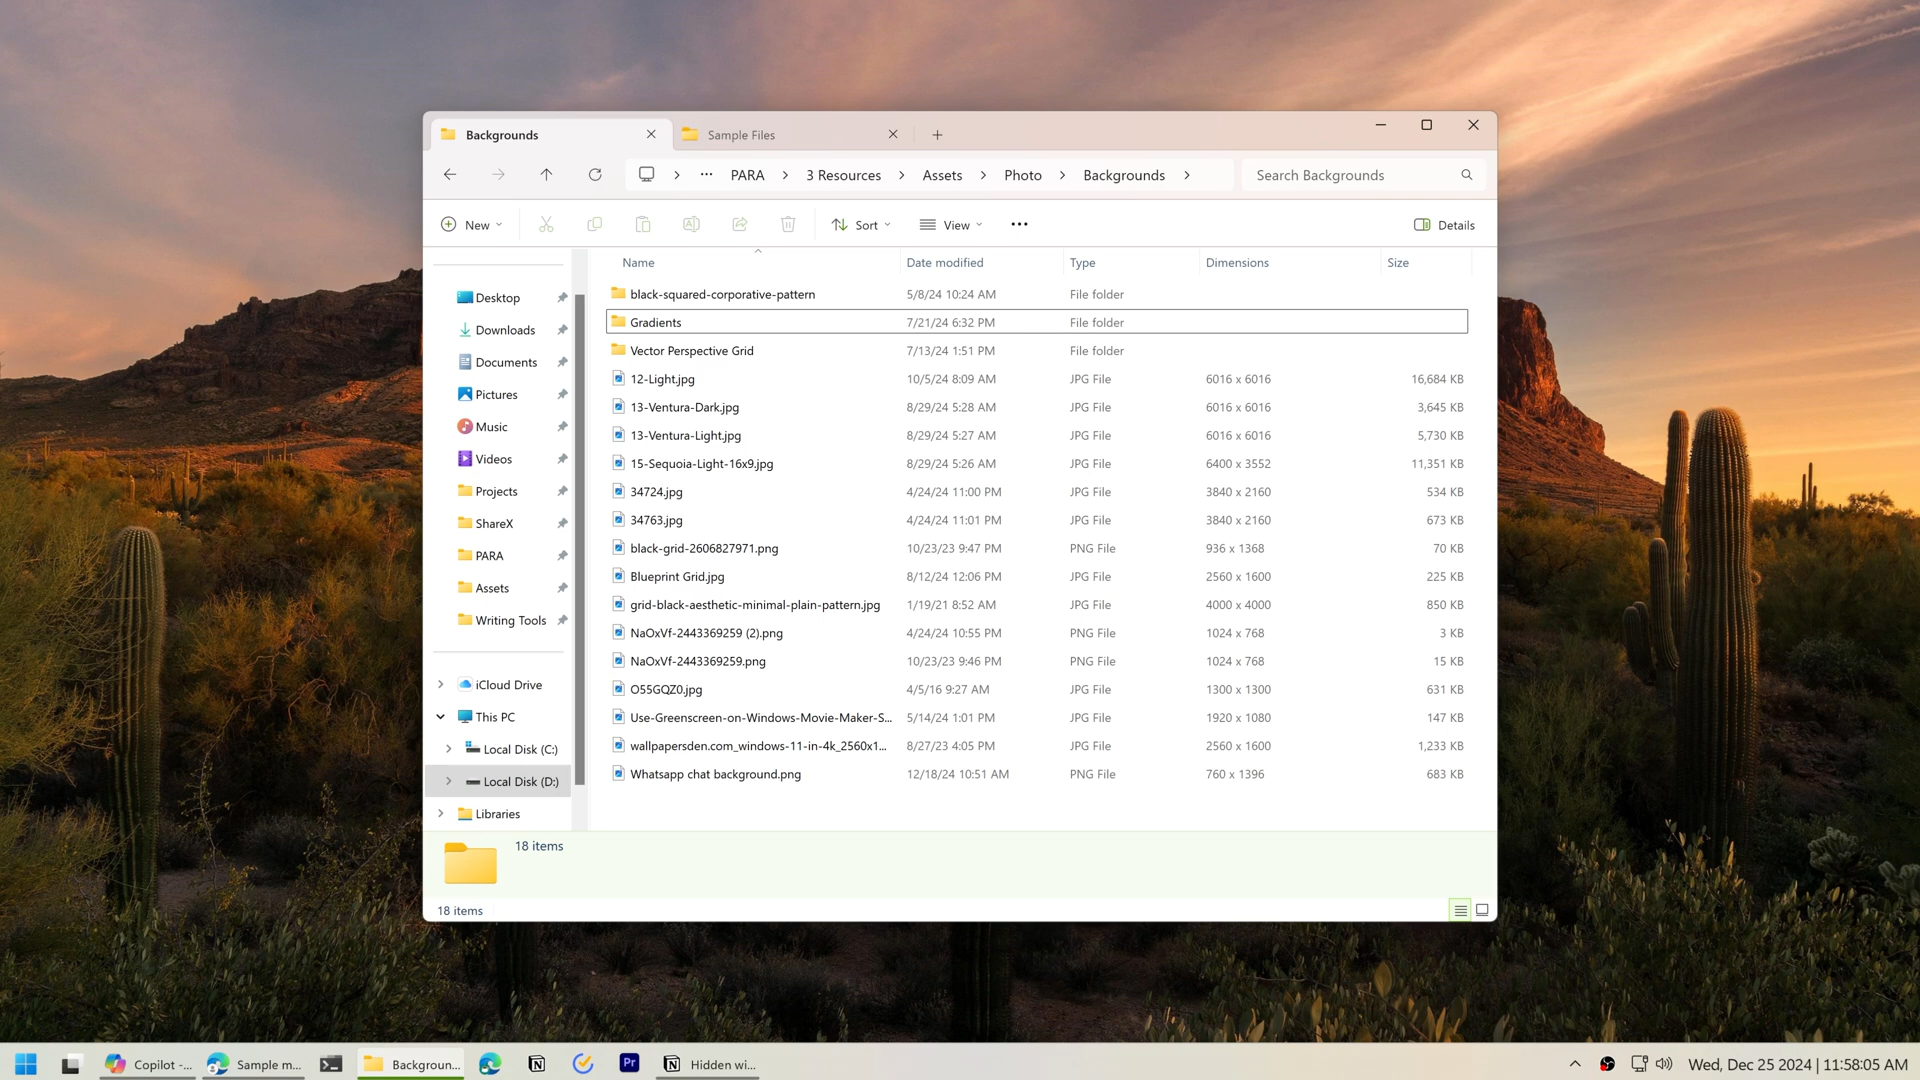 Backgrounds
Sample Files
PARA
3 Resources
Assets
Photo
Backgrounds
Search Backgrounds
New
Sort
View
Details
Name Date modified Type Dimensions Size
Desktop
Downloads
Documents
Pictures
Music
Videos
Projects
ShareX
PARA
Assets
Writing Tools
iCloud Drive
This PC
Local Disk (C:)
Local Disk (D:)
Libraries
black-squared-corporative-pattern 5/8/24 10:24 AM File folder
Gradients 7/21/24 6:32 PM File folder
Vector Perspective Grid 7/13/24 1:51 PM File folder
12-Light.jpg 10/5/24 8:09 AM JPG File 6016 x 6016 16,684 KB
13-Ventura-Dark.jpg 8/29/24 5:28 AM JPG File 6016 x 6016 3,645 KB
13-Ventura-Light.jpg 8/29/24 5:27 AM JPG File 6016 x 6016 5,730 KB
15-Sequoia-Light-16x9.jpg 8/29/24 5:26 AM JPG File 6400 x 3552 11,351 KB
34724.jpg 4/24/24 11:00 PM JPG File 3840 x 2160 534 KB
34763.jpg 4/24/24 11:01 PM JPG File 3840 x 2160 673 KB
black-grid-2606827971.png 10/23/23 9:47 PM PNG File 936 x 1368 70 KB
Blueprint Grid.jpg 8/12/24 12:06 PM JPG File 2560 x 1600 225 KB
grid-black-aesthetic-minimal-plain-pattern.jpg 1/19/21 8:52 AM JPG File 4000 x 4000 850 KB
NaOxVf-2443369259 (2).png 4/24/24 10:55 PM PNG File 1024 x 768 3 KB
NaOxVf-2443369259.png 10/23/23 9:46 PM PNG File 1024 x 768 15 KB
O55GQZ0.jpg 4/5/16 9:27 AM JPG File 1300 x 1300 631 KB
Use-Greenscreen-on-Windows-Movie-Maker-S... 5/14/24 1:01 PM JPG File 1920 x 1080 147 KB
wallpapersden.com_windows-11-in-4k_2560x1... 8/27/23 4:05 PM JPG File 2560 x 1600 1,233 KB
Whatsapp chat background.png 12/18/24 10:51 AM PNG File 760 x 1396 683 KB
18 items
18 items
Copilot -...
Sample m...
Backgroun...
Pr
Hidden wi...
Wed, Dec 25 2024 | 11:58:05 AM